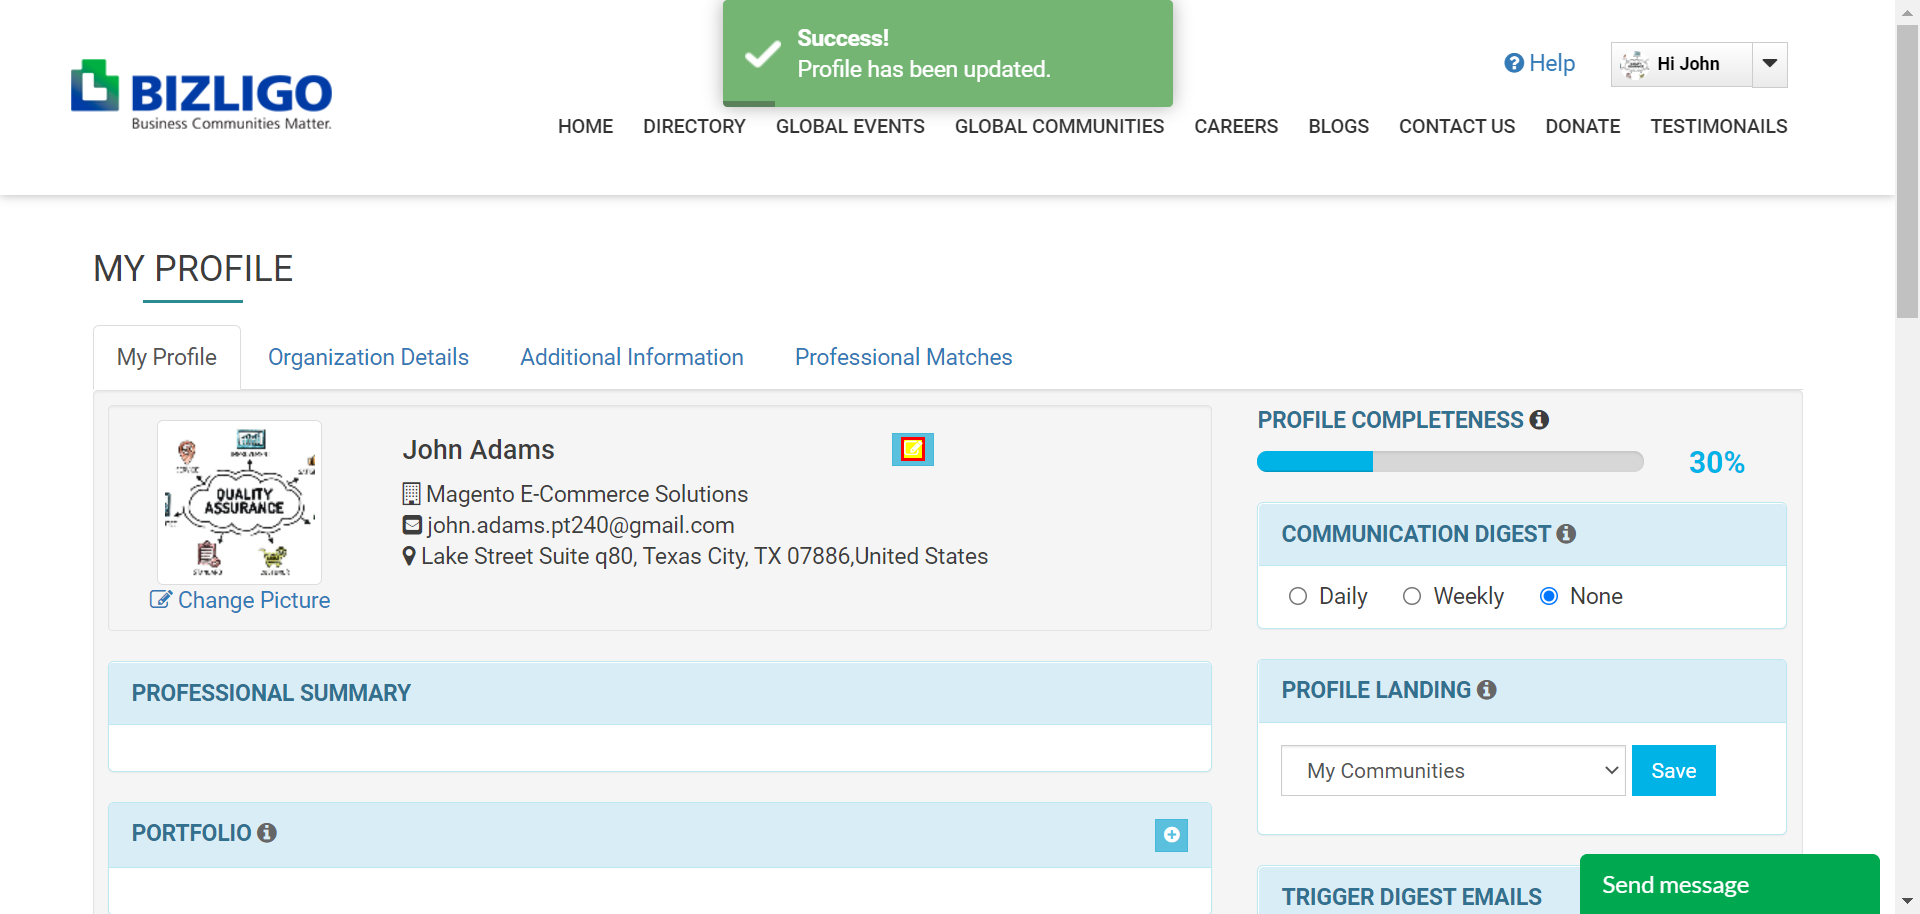 Success!
Profile has been updated.
Help
Hi John
BIZLIGO
Business Communities Matter.
HOME DIRECTORY GLOBAL EVENTS GLOBAL COMMUNITIES CAREERS BLOGS CONTACT US DONATE TESTIMONAILS
MY PROFILE
My Profile Organization Details Additional Information Professional Matches
QUALITY
ASSURANCE
Change Picture
John Adams
Magento E-Commerce Solutions
john.adams.pt240@gmail.com
Lake Street Suite q80, Texas City, TX 07886,United States
PROFESSIONAL SUMMARY
PORTFOLIO
PROFILE COMPLETENESS
30%
COMMUNICATION DIGEST
Daily Weekly None
PROFILE LANDING
My Communities Save
TRIGGER DIGEST EMAILS
Send message